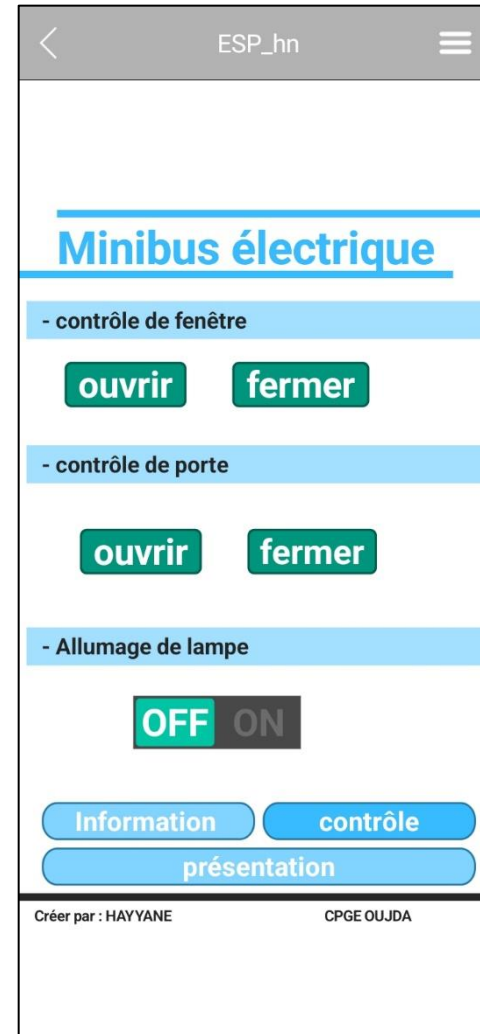 ESP_hn
Minibus électrique
- contrôle de fenêtre
ouvrir fermer
- contrôle de porte
ouvrir fermer
- Allumage de lampe
OFF ON
Information contrôle
présentation
Créer par : HAYYANE CPGE OUJDA